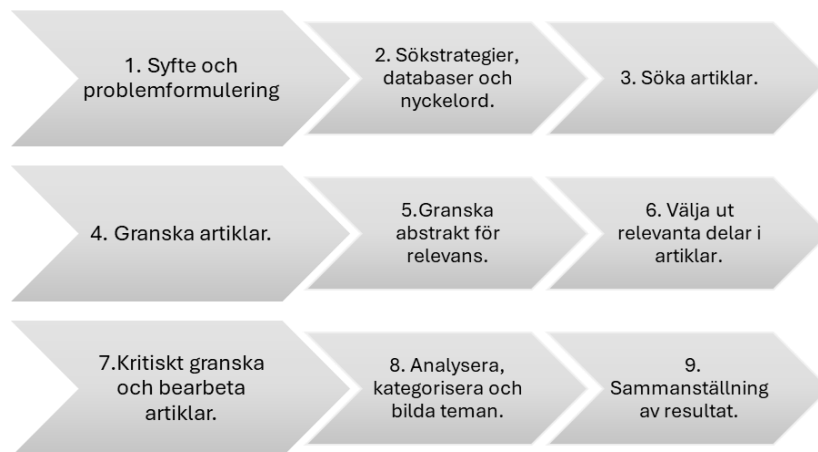 1. Syfte och
problemformulering
2. Sökstrategier,
databaser och
nyckelord.
3. Söka artiklar.
4. Granska artiklar.
5.Granska
abstrakt för
relevans.
6. Välja ut
relevanta delar i
artiklar.
7.Kritiskt granska
och bearbeta
artiklar.
8. Analysera,
kategorisera och
bilda teman.
9.
Sammanställning
av resultat.